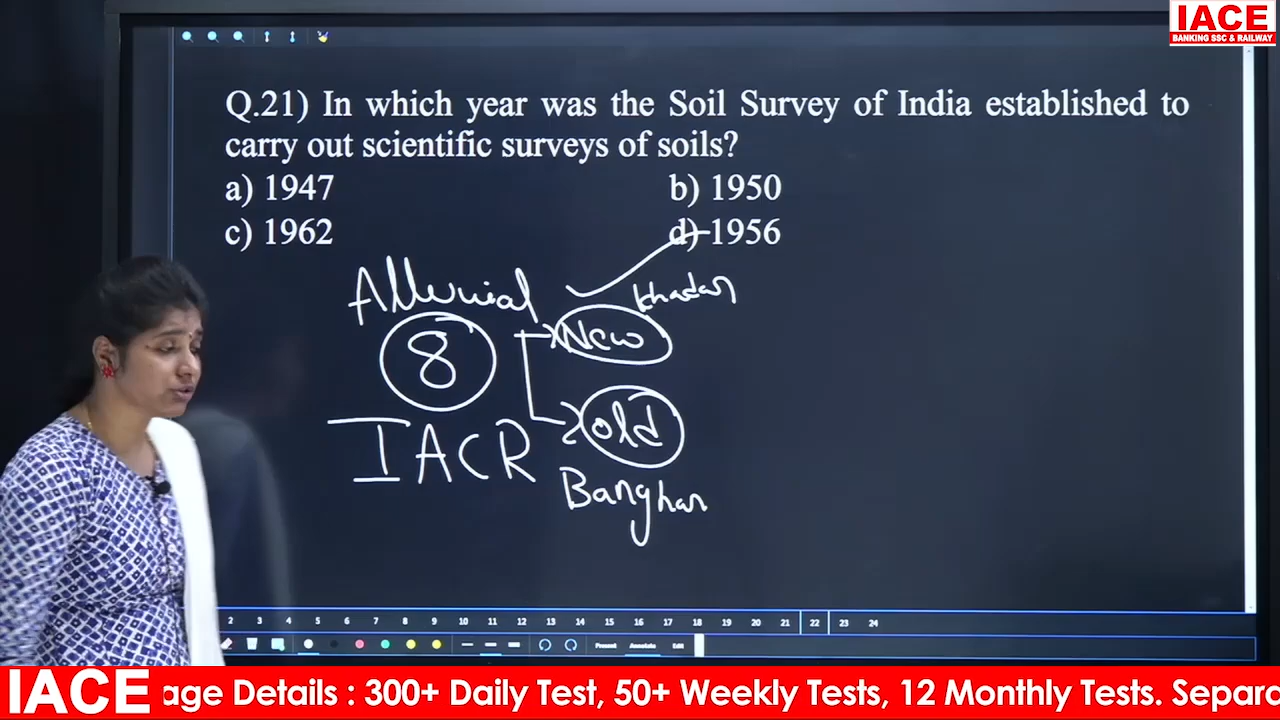 IACE
BANKING SSC & RAILWAY
Q.21) In which year was the Soil Survey of India established to
carry out scientific surveys of soils?
a) 1947 b) 1950
c) 1962 d) 1956
Alluvial khadar
8 New
old
IACR
Banghar
2 3 4 5 6 7 8 9 10 11 12 13 14 15 16 17 18 19 20 21 22 23 24
Present Annotate Edit
IACE age Details : 300+ Daily Test, 50+ Weekly Tests, 12 Monthly Tests. Separa